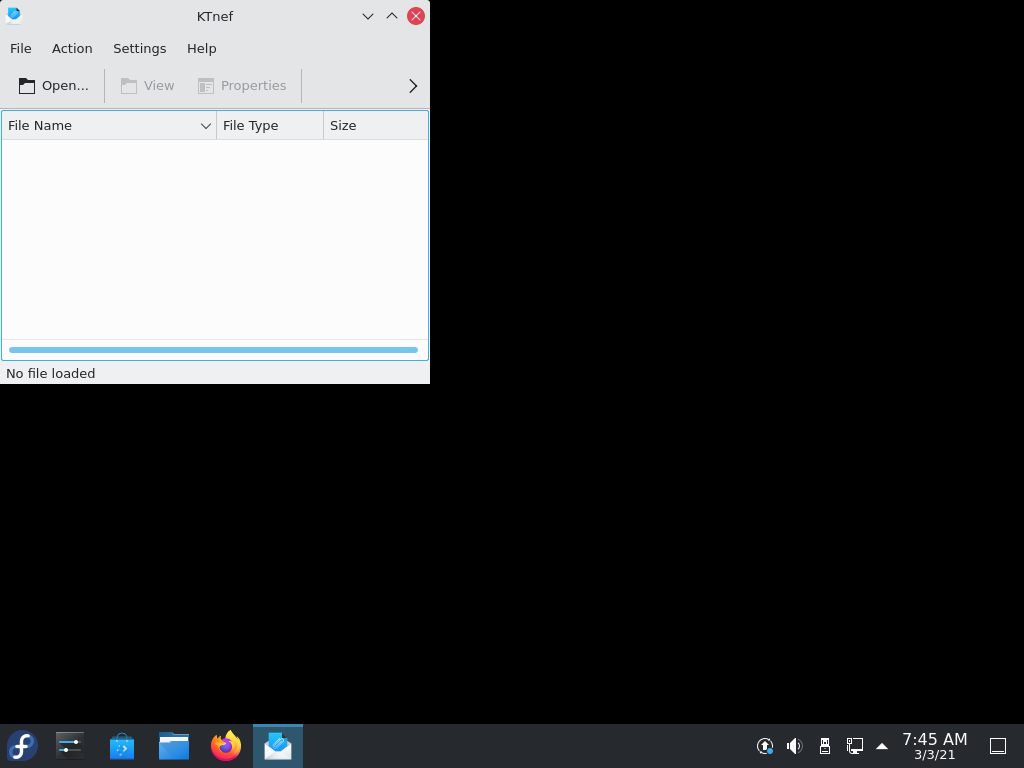 KTnef
File Action Settings Help
Open... View Properties
File Name File Type Size
No file loaded
7:45 AM
3/3/21